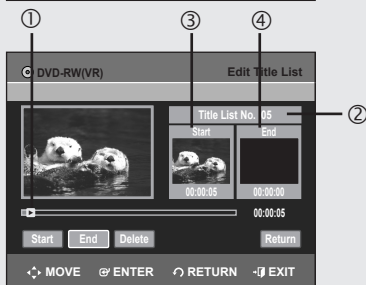 ① ③ ④
DVD-RW(VR) Edit Title List
Title List No. 05 ②
Start End
00:00:05 00:00:00
00:00:05
Start End Delete Return
MOVE ENTER RETURN EXIT